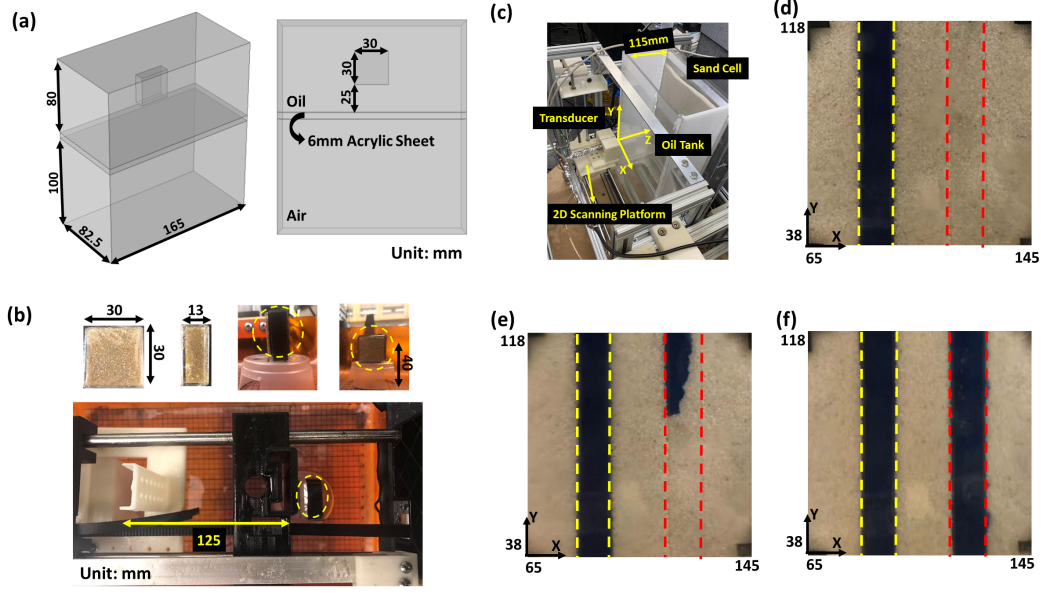 (a)
30
30
25
80
100
82.5
165
Oil
6mm Acrylic Sheet
Air
Unit: mm
(b)
30
13
30
40
125
Unit: mm
(c)
115mm
Sand Cell
Transducer
Y
Z
X
Oil Tank
2D Scanning Platform
(d)
118
Y
38
X
65
145
(e)
118
Y
38
X
65
145
(f)
118
Y
38
X
65
145